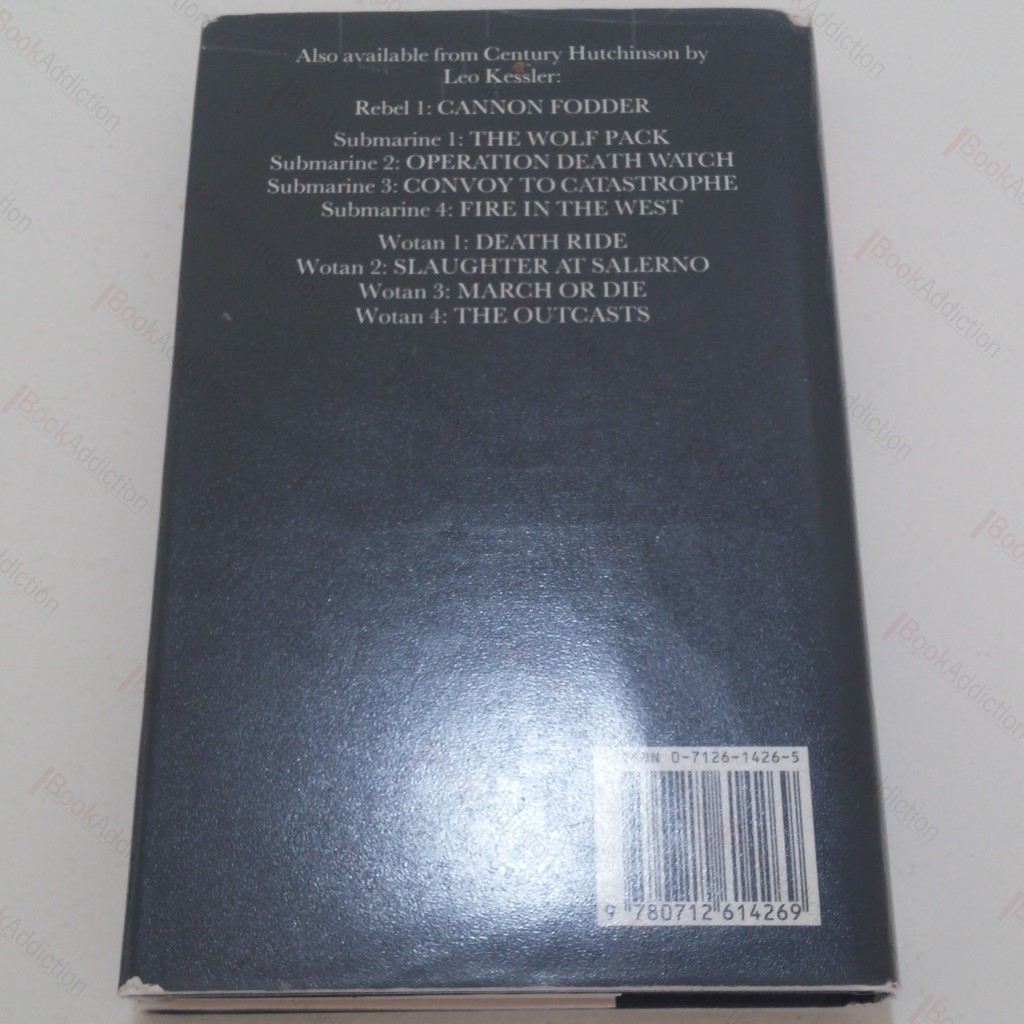 Also available from Century Hutchinson by
Leo Kessler:
Rebel 1: CANNON FODDER
Submarine 1: THE WOLF PACK
Submarine 2: OPERATION DEATH WATCH
Submarine 3: CONVOY TO CATASTROPHE
Submarine 4: FIRE IN THE WEST
Wotan 1: DEATH RIDE
Wotan 2: SLAUGHTER AT SALERNO
Wotan 3: MARCH OR DIE
Wotan 4: THE OUTCASTS
ISBN 0-7126-1426-5
9 780712 614269
BookAddiction